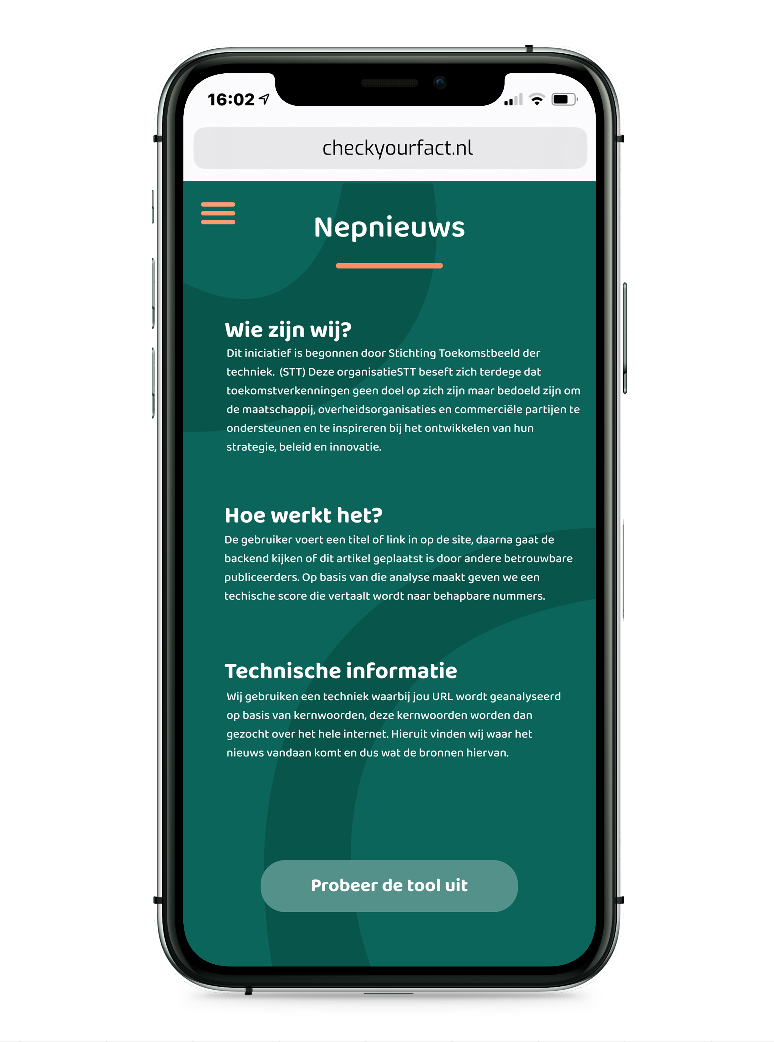 16:02
checkyourfact.nl
Nepnieuws
Wie zijn wij?
Dit iniciatief is begonnen door Stichting Toekomstbeeld der
techniek. (STT) Deze organisatieSTT beseft zich terdege dat
toekomstverkenningen geen doel op zich zijn maar bedoeld zijn om
de maatschappij, overheidsorganisaties en commerciële partijen te
ondersteunen en te inspireren bij het ontwikkelen van hun
strategie, beleid en innovatie.
Hoe werkt het?
De gebruiker voert een titel of link in op de site, daarna gaat de
backend kijken of dit artikel geplaatst is door andere betrouwbare
publiceerders. Op basis van die analyse maakt geven we een
techische score die vertaalt wordt naar behapbare nummers.
Technische informatie
Wij gebruiken een techniek waarbij jou URL wordt geanalyseerd
op basis van kernwoorden, deze kernwoorden worden dan
gezocht over het hele internet. Hieruit vinden wij waar het
nieuws vandaan komt en dus wat de bronnen hiervan.
Probeer de tool uit